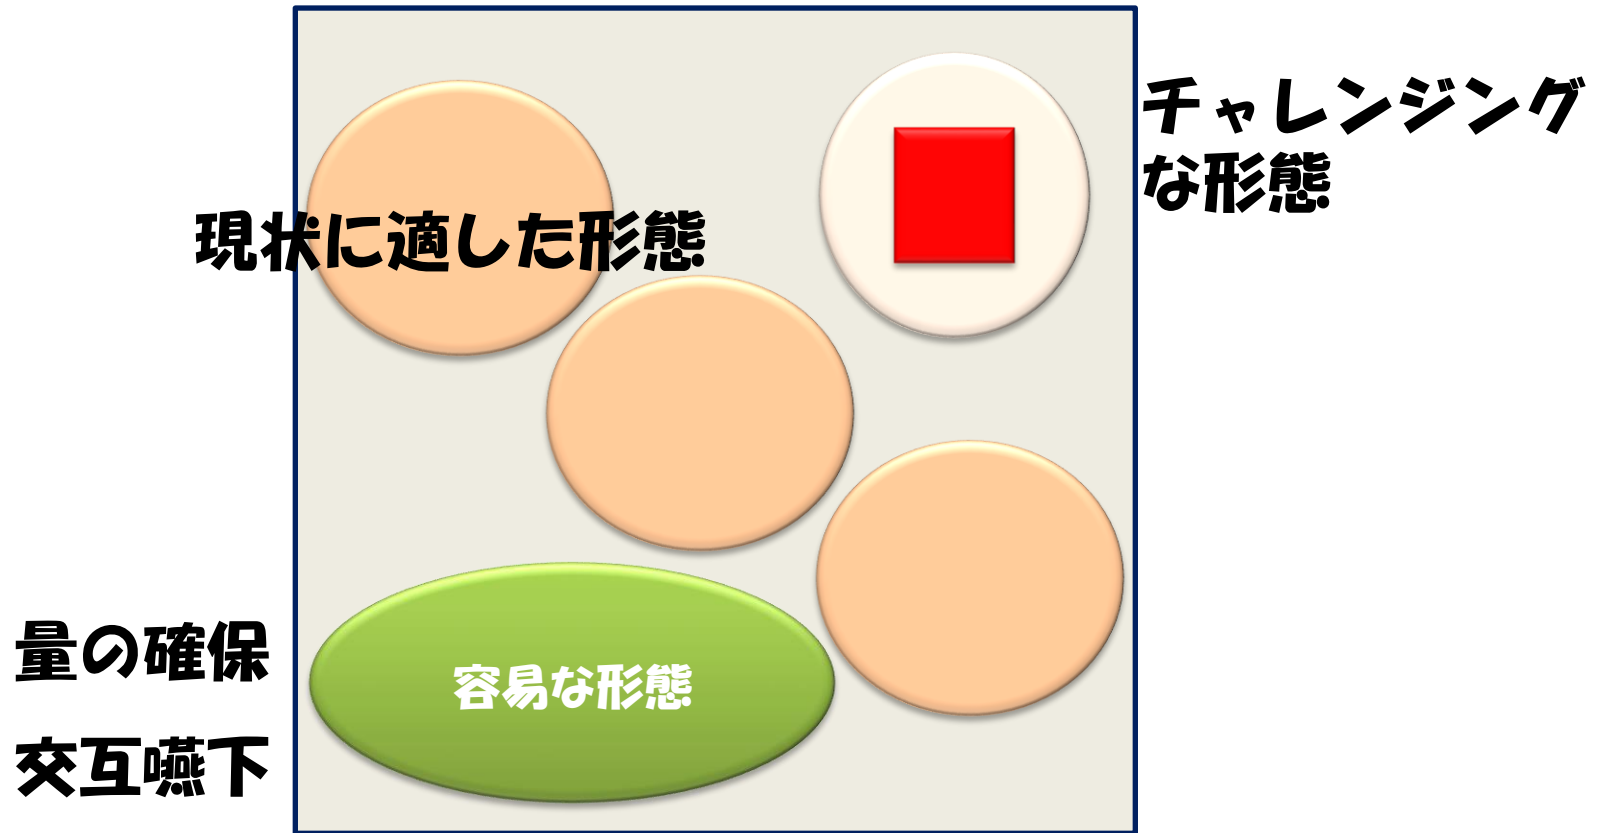 チャレンジング
な形態
現状に適した形態
量の確保
容易な形態
交互嚥下